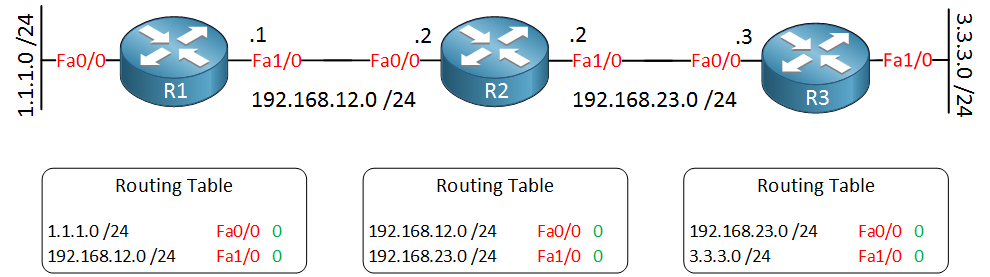 1.1.1.0 /24
Fa0/0
R1
.1
Fa1/0
192.168.12.0 /24
.2
Fa0/0
R2
.2
Fa1/0
192.168.23.0 /24
.3
Fa0/0
R3
Fa1/0
3.3.3.0 /24
Routing Table
1.1.1.0 /24 Fa0/0 0
192.168.12.0 /24 Fa1/0 0
Routing Table
192.168.12.0 /24 Fa0/0 0
192.168.23.0 /24 Fa1/0 0
Routing Table
192.168.23.0 /24 Fa0/0 0
3.3.3.0 /24 Fa1/0 0